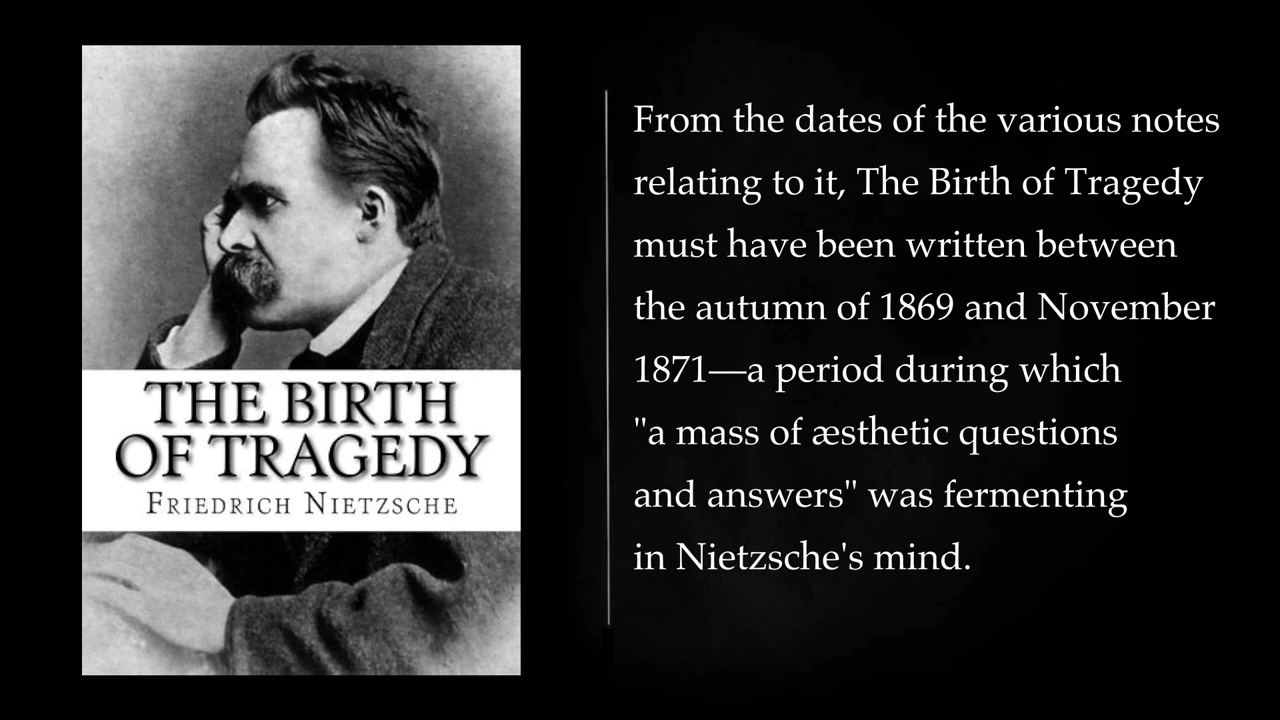 THE BIRTH
OF TRAGEDY
FRIEDRICH NIETZSCHE
From the dates of the various notes
relating to it, The Birth of Tragedy
must have been written between
the autumn of 1869 and November
1871—a period during which
"a mass of æsthetic questions
and answers" was fermenting
in Nietzsche's mind.